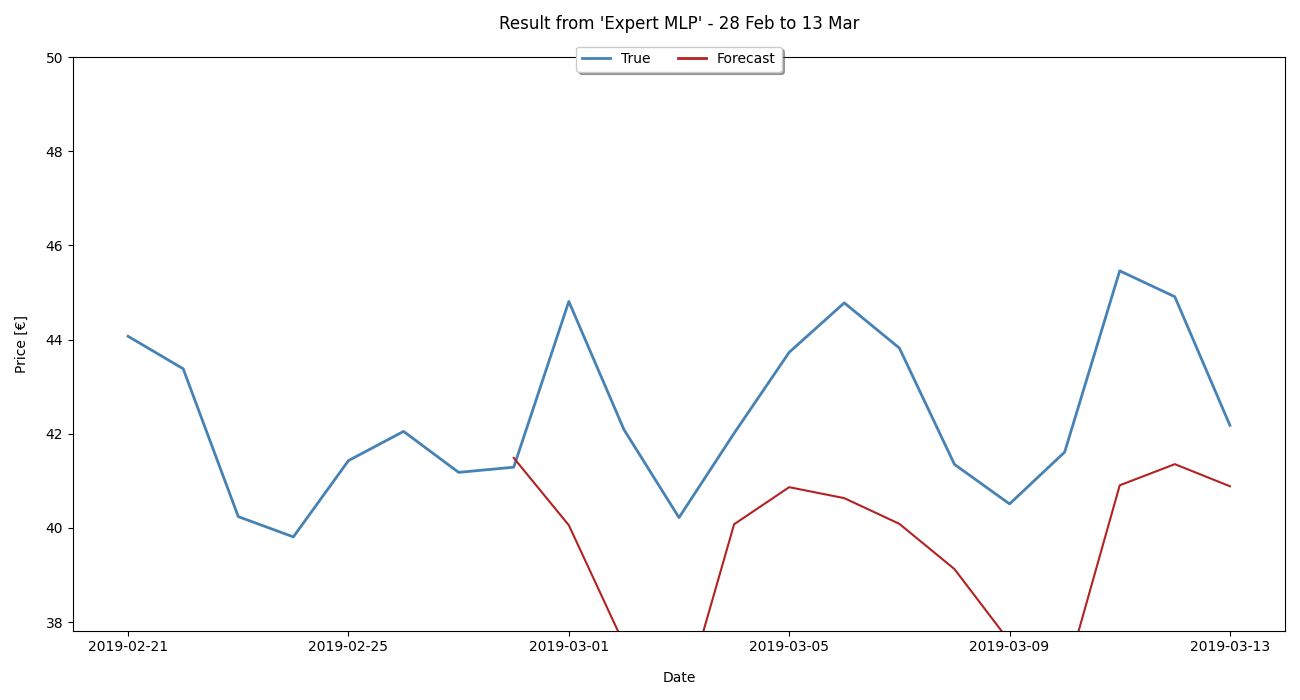 Result from 'Expert MLP' - 28 Feb to 13 Mar
True Forecast
50
48
46
44
42
40
38
Price [€]
2019-02-21 2019-02-25 2019-03-01 2019-03-05 2019-03-09 2019-03-13
Date